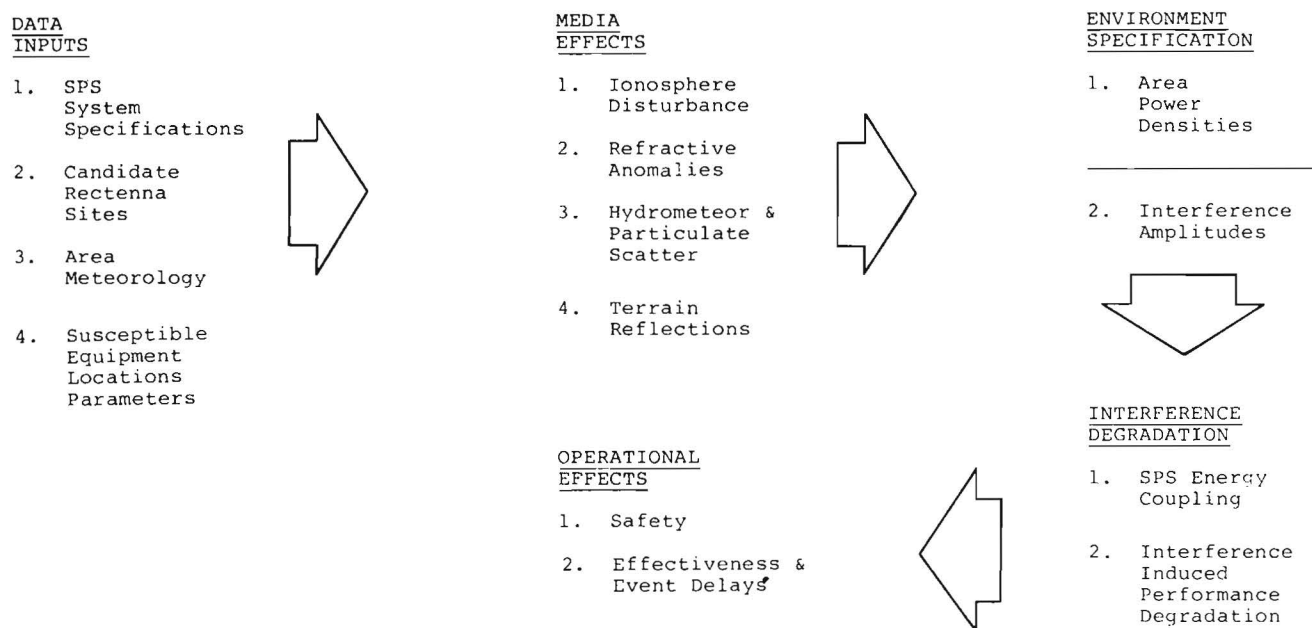 DATA
INPUTS
1. SPS
System
Specifications
2. Candidate
Rectenna
Sites
3. Area
Meteorology
4. Susceptible
Equipment
Locations
Parameters
MEDIA
EFFECTS
1. Ionosphere
Disturbance
2. Refractive
Anomalies
3. Hydrometeor &
Particulate
Scatter
4. Terrain
Reflections
ENVIRONMENT
SPECIFICATION
1. Area
Power
Densities
2. Interference
Amplitudes
INTERFERENCE
DEGRADATION
1. SPS Energy
Coupling
2. Interference
Induced
Performance
Degradation
OPERATIONAL
EFFECTS
1. Safety
2. Effectiveness &
Event Delays